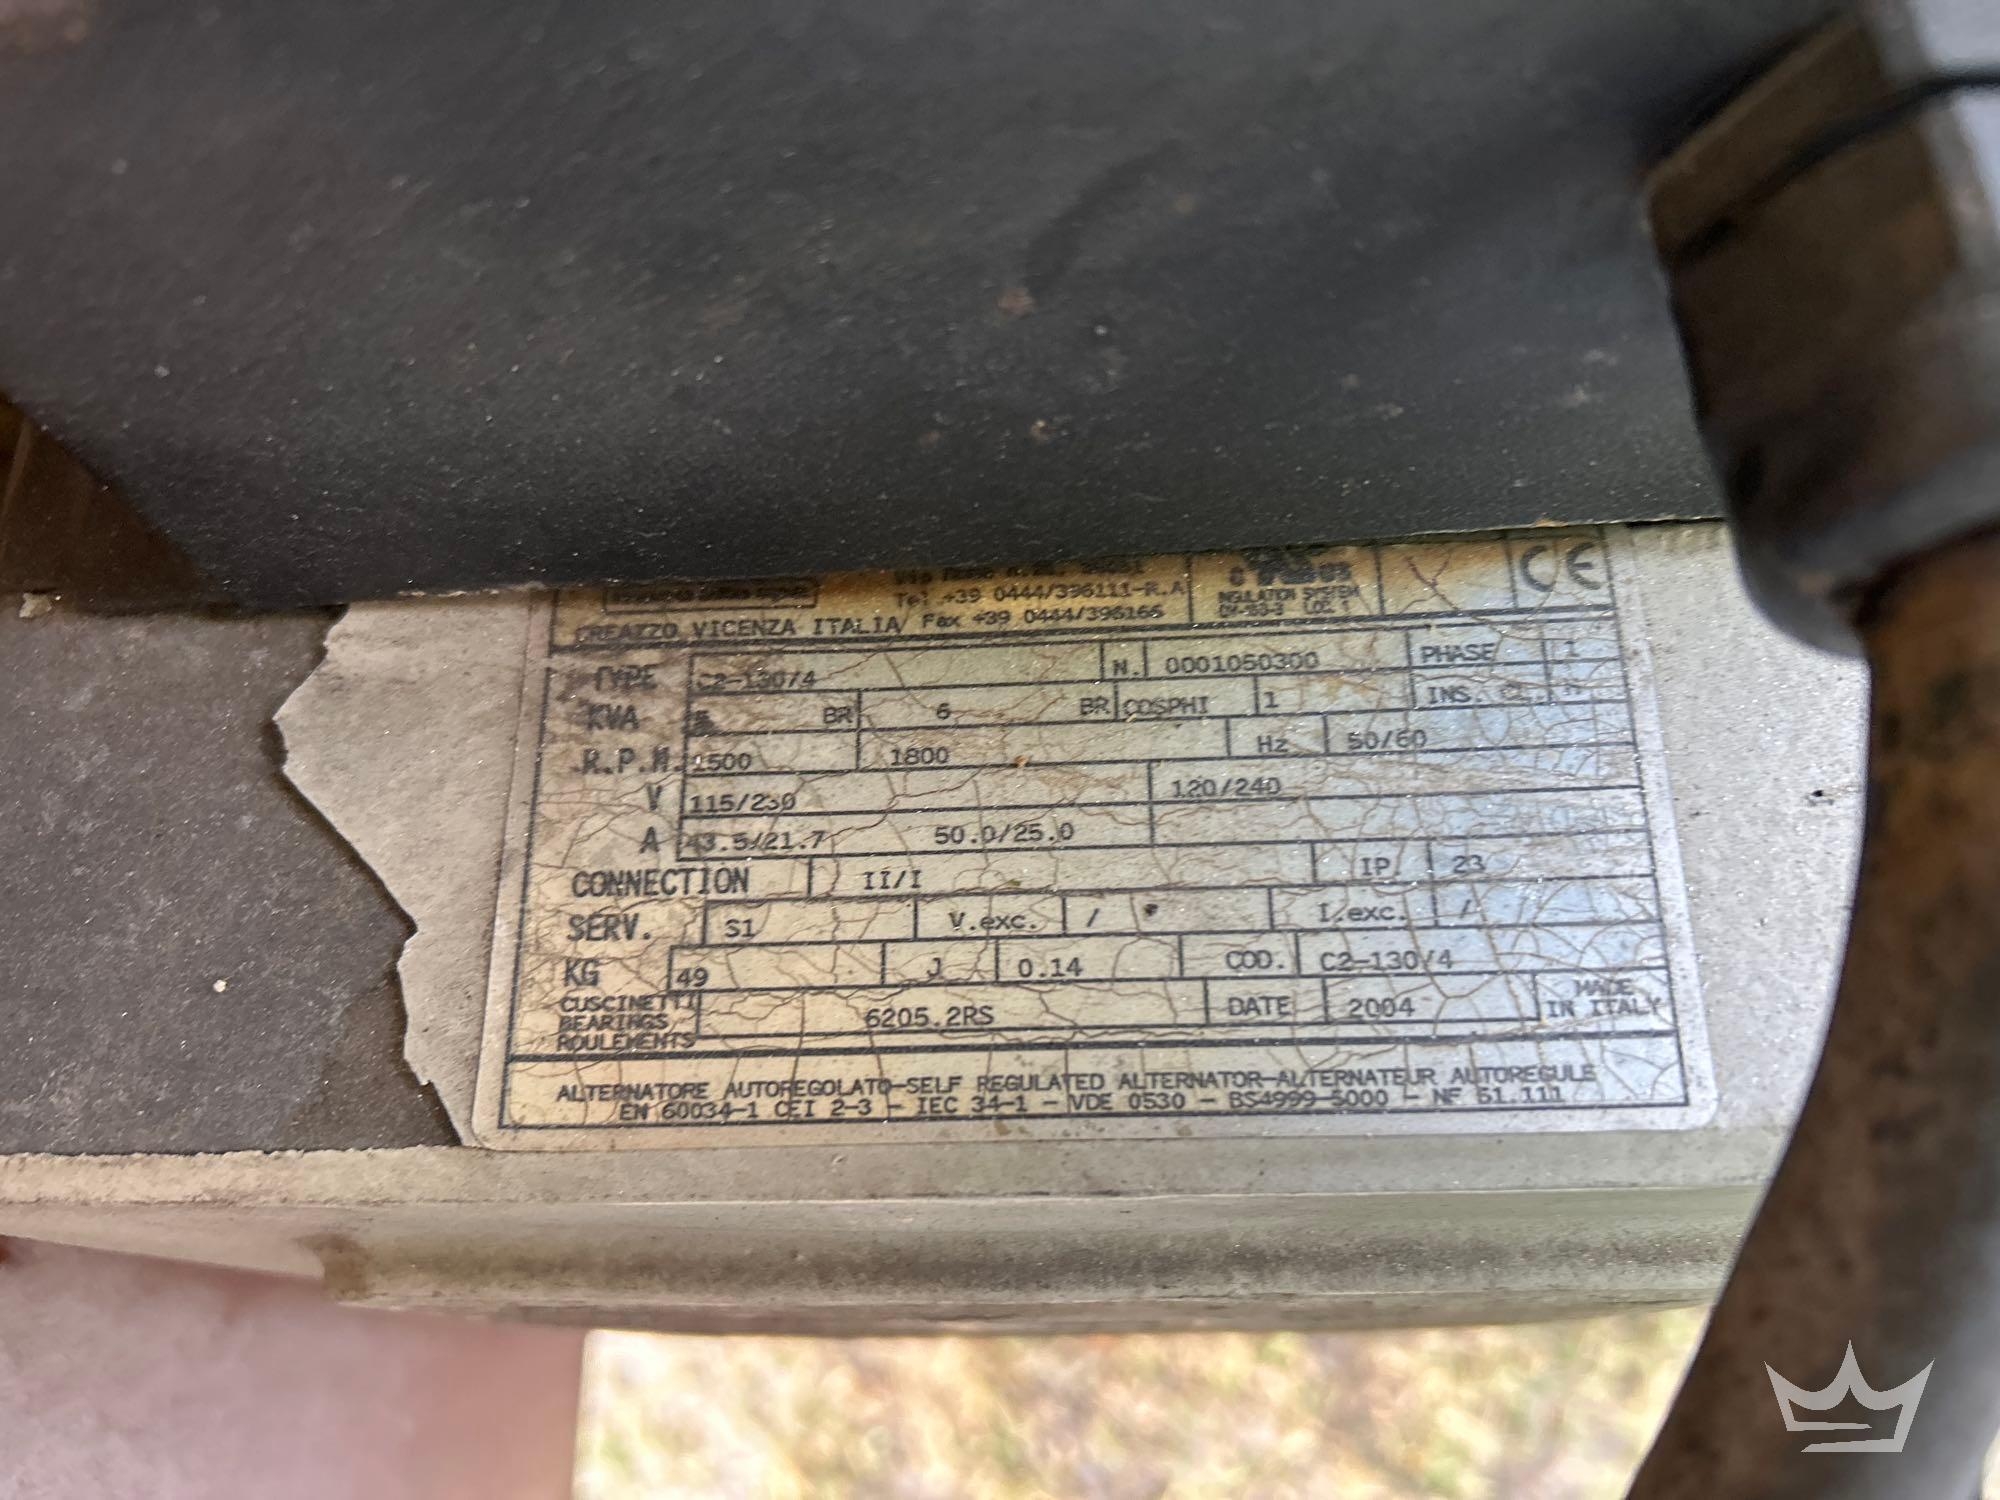 Tel +39 0444/396111-R.A
CREAZZO VICENZA ITALIA Fax +39 0444/396166
INSULATION SYSTEM
CE
TYPE C2-130/4 N. 0001050300 PHASE 1
KVA 5 BR 6 BR COSPHI 1 INS. CL. H
R.P.M. 1500 1800 Hz 50/60
V 115/230 120/240
A 43.5/21.7 50.0/25.0
CONNECTION II/I IP 23
SERV. S1 V.exc. / I.exc. /
KG 49 J 0.14 COD. C2-130/4
CUSCINETTI
BEARINGS
ROULEMENTS
6205.2RS DATE 2004 MADE
IN ITALY
ALTERNATORE AUTOREGOLATO-SELF REGULATED ALTERNATOR-ALTERNATEUR AUTOREGULE
EN 60034-1 CEI 2-3 - IEC 34-1 - VDE 0530 - BS4999-5000 - NF 51.111